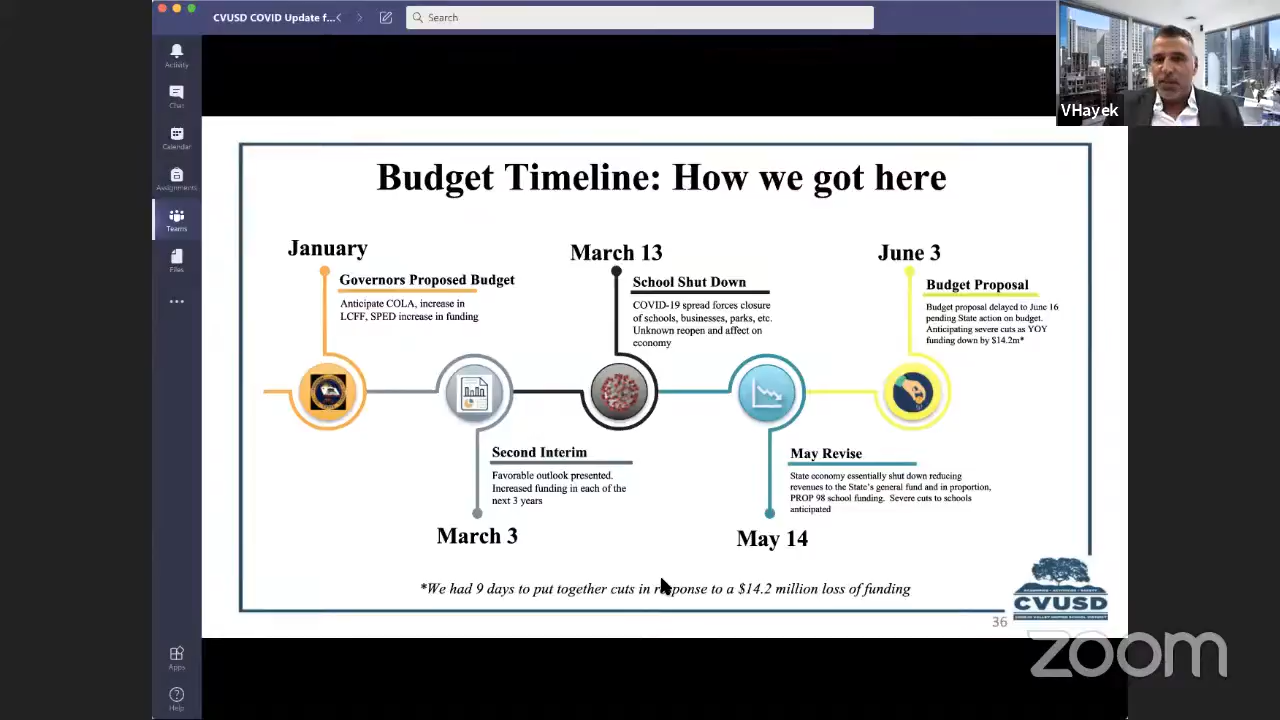 CVUSD COVID Update f...
Search
Activity
Chat
Calendar
Assignments
Teams
Files
Apps
Help
VHayek
Budget Timeline: How we got here
January
Governors Proposed Budget
Anticipate COLA, increase in
LCFF, SPED increase in funding
March 13
School Shut Down
COVID-19 spread forces closure
of schools, businesses, parks, etc.
Unknown reopen and affect on
economy
June 3
Budget Proposal
Budget proposal delayed to June 16
pending State action on budget.
Anticipating severe cuts as YOY
funding down by $14.2m*
Second Interim
Favorable outlook presented.
Increased funding in each of the
next 3 years
March 3
May Revise
State economy essentially shut down reducing
revenues to the State's general fund and in proportion,
PROP 98 school funding. Severe cuts to schools
anticipated
May 14
*We had 9 days to put together cuts in response to a $14.2 million loss of funding
CVUSD
36
zoom